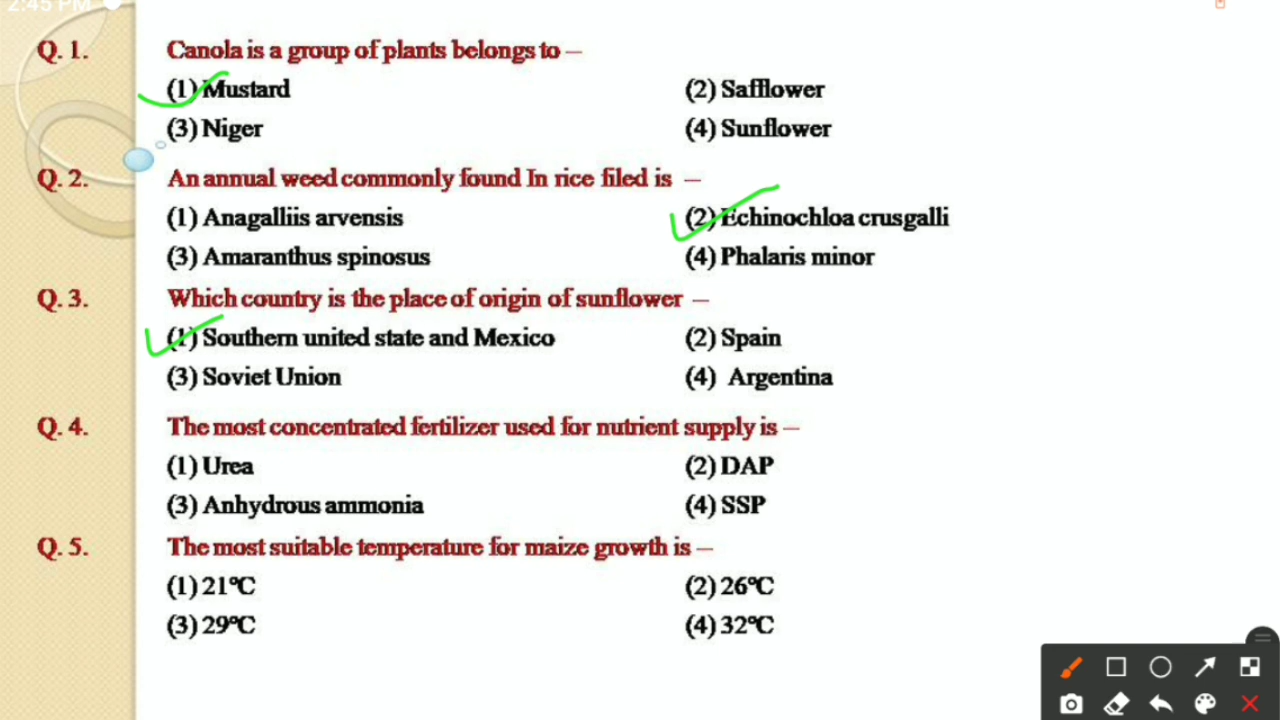 2:45 PM
Q. 1. Canola is a group of plants belongs to –
(1) Mustard (2) Safflower
(3) Niger (4) Sunflower
Q. 2. An annual weed commonly found In rice filed is –
(1) Anagalliis arvensis (2) Echinochloa crusgalli
(3) Amaranthus spinosus (4) Phalaris minor
Q. 3. Which country is the place of origin of sunflower –
(1) Southern united state and Mexico (2) Spain
(3) Soviet Union (4) Argentina
Q. 4. The most concentrated fertilizer used for nutrient supply is –
(1) Urea (2) DAP
(3) Anhydrous ammonia (4) SSP
Q. 5. The most suitable temperature for maize growth is –
(1) 21°C (2) 26°C
(3) 29°C (4) 32°C